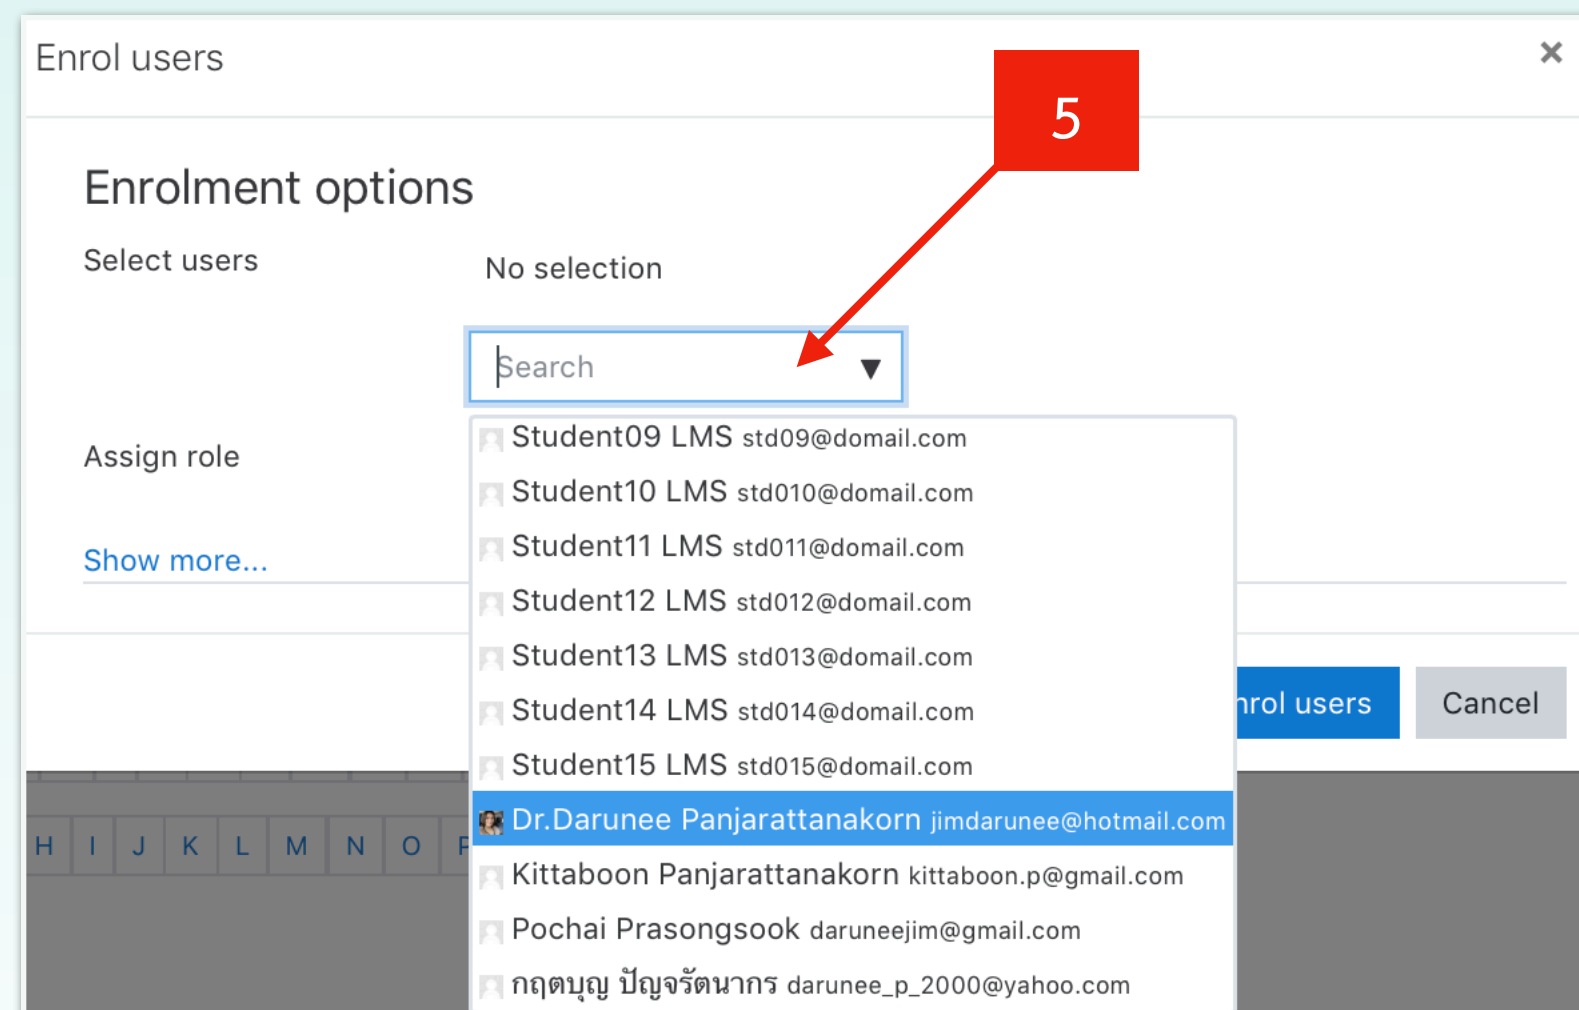 Enrol users
×
5
Enrolment options
Select users
No selection
Search ▼
Assign role
Show more...
Student09 LMS std09@domail.com
Student10 LMS std010@domail.com
Student11 LMS std011@domail.com
Student12 LMS std012@domail.com
Student13 LMS std013@domail.com
Student14 LMS std014@domail.com
Student15 LMS std015@domail.com
Dr.Darunee Panjarattanakorn jimdarunee@hotmail.com
Kittaboon Panjarattanakorn kittaboon.p@gmail.com
Pochai Prasongsook daruneejim@gmail.com
กฤตบุญ ปัญจรัตนากร darunee_p_2000@yahoo.com
nrol users
Cancel
H I J K L M N O